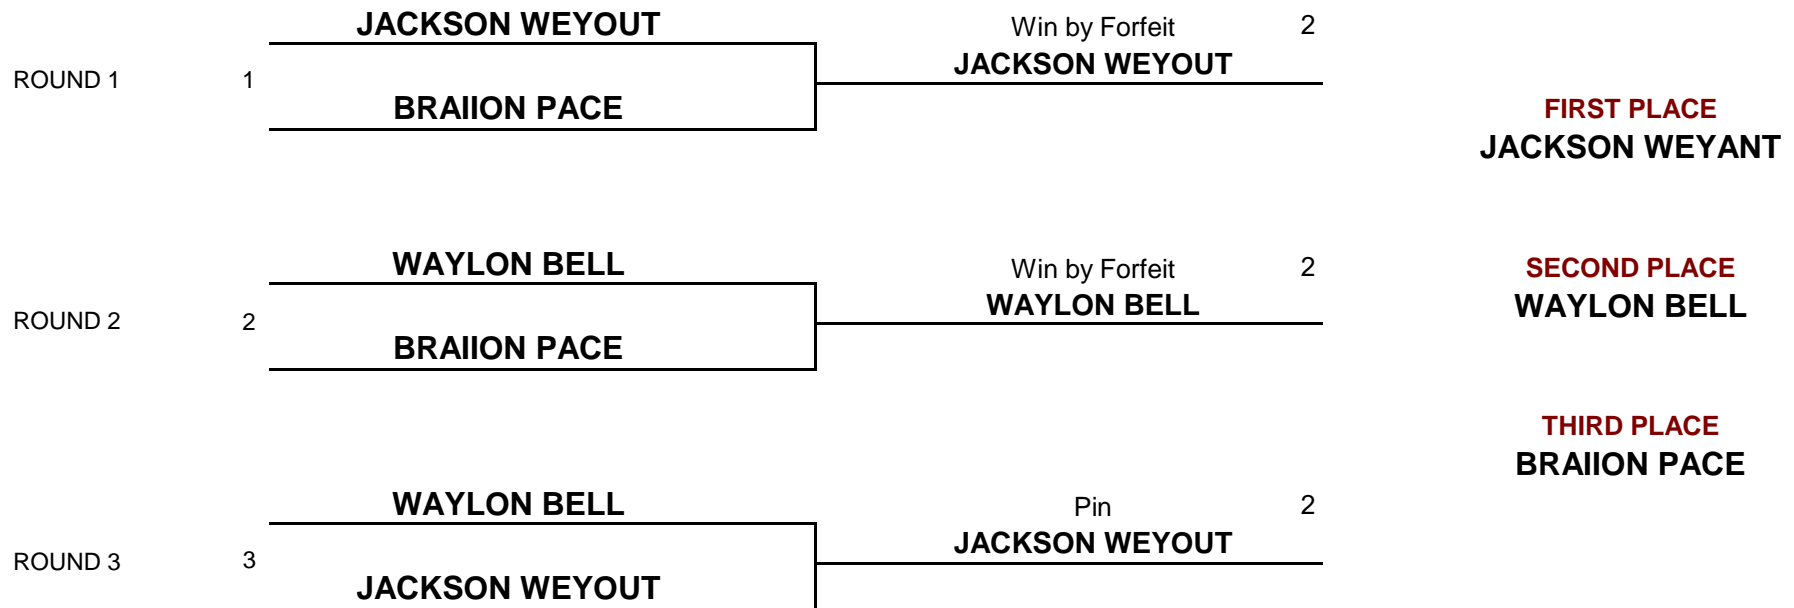 JACKSON WEYOUT
Win by Forfeit 2
JACKSON WEYOUT
ROUND 1 1
BRAIION PACE
FIRST PLACE
JACKSON WEYANT
WAYLON BELL
Win by Forfeit 2
SECOND PLACE
WAYLON BELL
WAYLON BELL
ROUND 2 2
BRAIION PACE
THIRD PLACE
BRAIION PACE
WAYLON BELL
Pin 2
JACKSON WEYOUT
ROUND 3 3
JACKSON WEYOUT